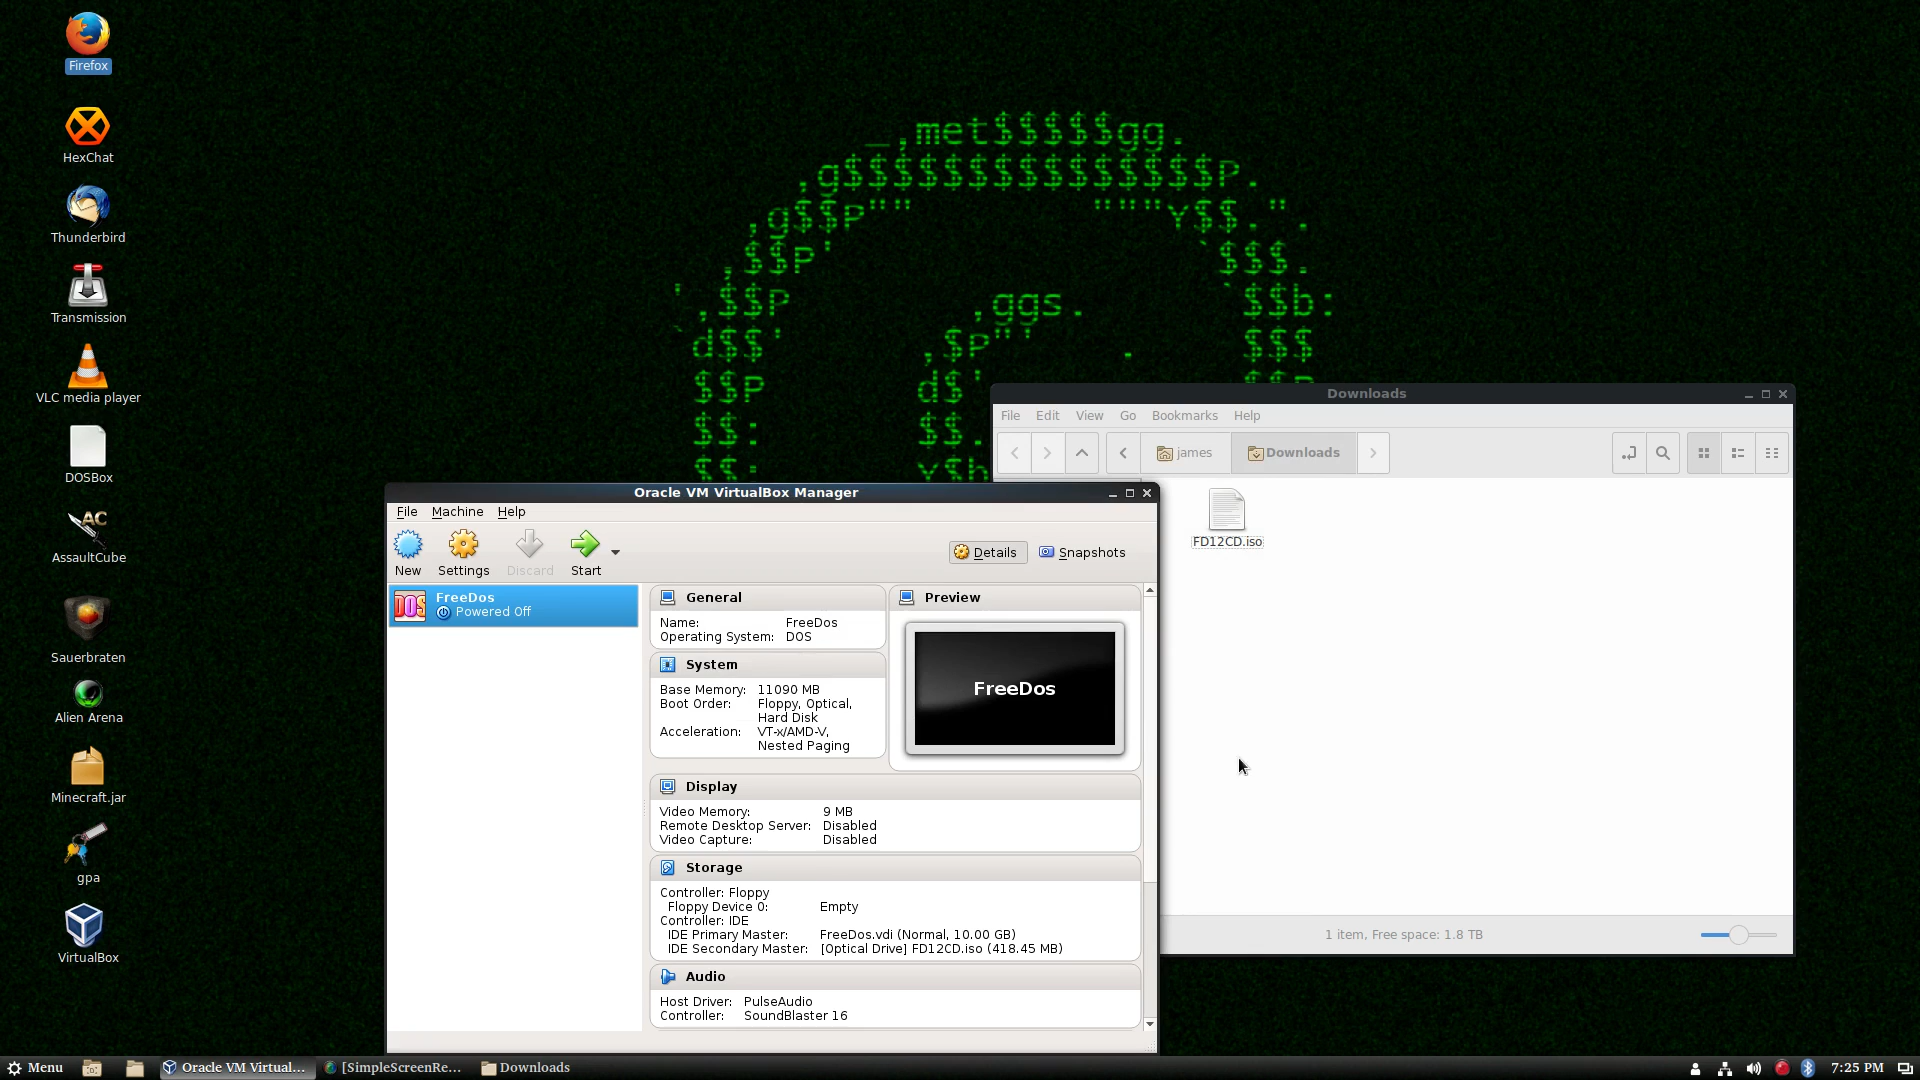 Firefox
HexChat
Thunderbird
Transmission
VLC media player
DOSBox
AssaultCube
Sauerbraten
Alien Arena
Minecraft.jar
gpa
VirtualBox
_,met$$$$$gg.
,g$$$$$$$$$$$$$$$P.
,g$$P"" """Y$$.".
,$$P' `$$$.
',$$P ,ggs. `$$b:
`d$$' ,$P"' . $$$
$$P d$' $$P
$$: $$.
$$: Y$b
Downloads
File Edit View Go Bookmarks Help
james Downloads
FD12CD.iso
1 item, Free space: 1.8 TB
Oracle VM VirtualBox Manager
File Machine Help
New Settings Discard Start Details Snapshots
FreeDos
Powered Off
General
Name: FreeDos
Operating System: DOS
System
Base Memory: 11090 MB
Boot Order: Floppy, Optical,
Hard Disk
Acceleration: VT-x/AMD-V,
Nested Paging
Preview
FreeDos
Display
Video Memory: 9 MB
Remote Desktop Server: Disabled
Video Capture: Disabled
Storage
Controller: Floppy
Floppy Device 0: Empty
Controller: IDE
IDE Primary Master: FreeDos.vdi (Normal, 10.00 GB)
IDE Secondary Master: [Optical Drive] FD12CD.iso (418.45 MB)
Audio
Host Driver: PulseAudio
Controller: SoundBlaster 16
Menu Oracle VM Virtual... [SimpleScreenRe... Downloads 7:25 PM